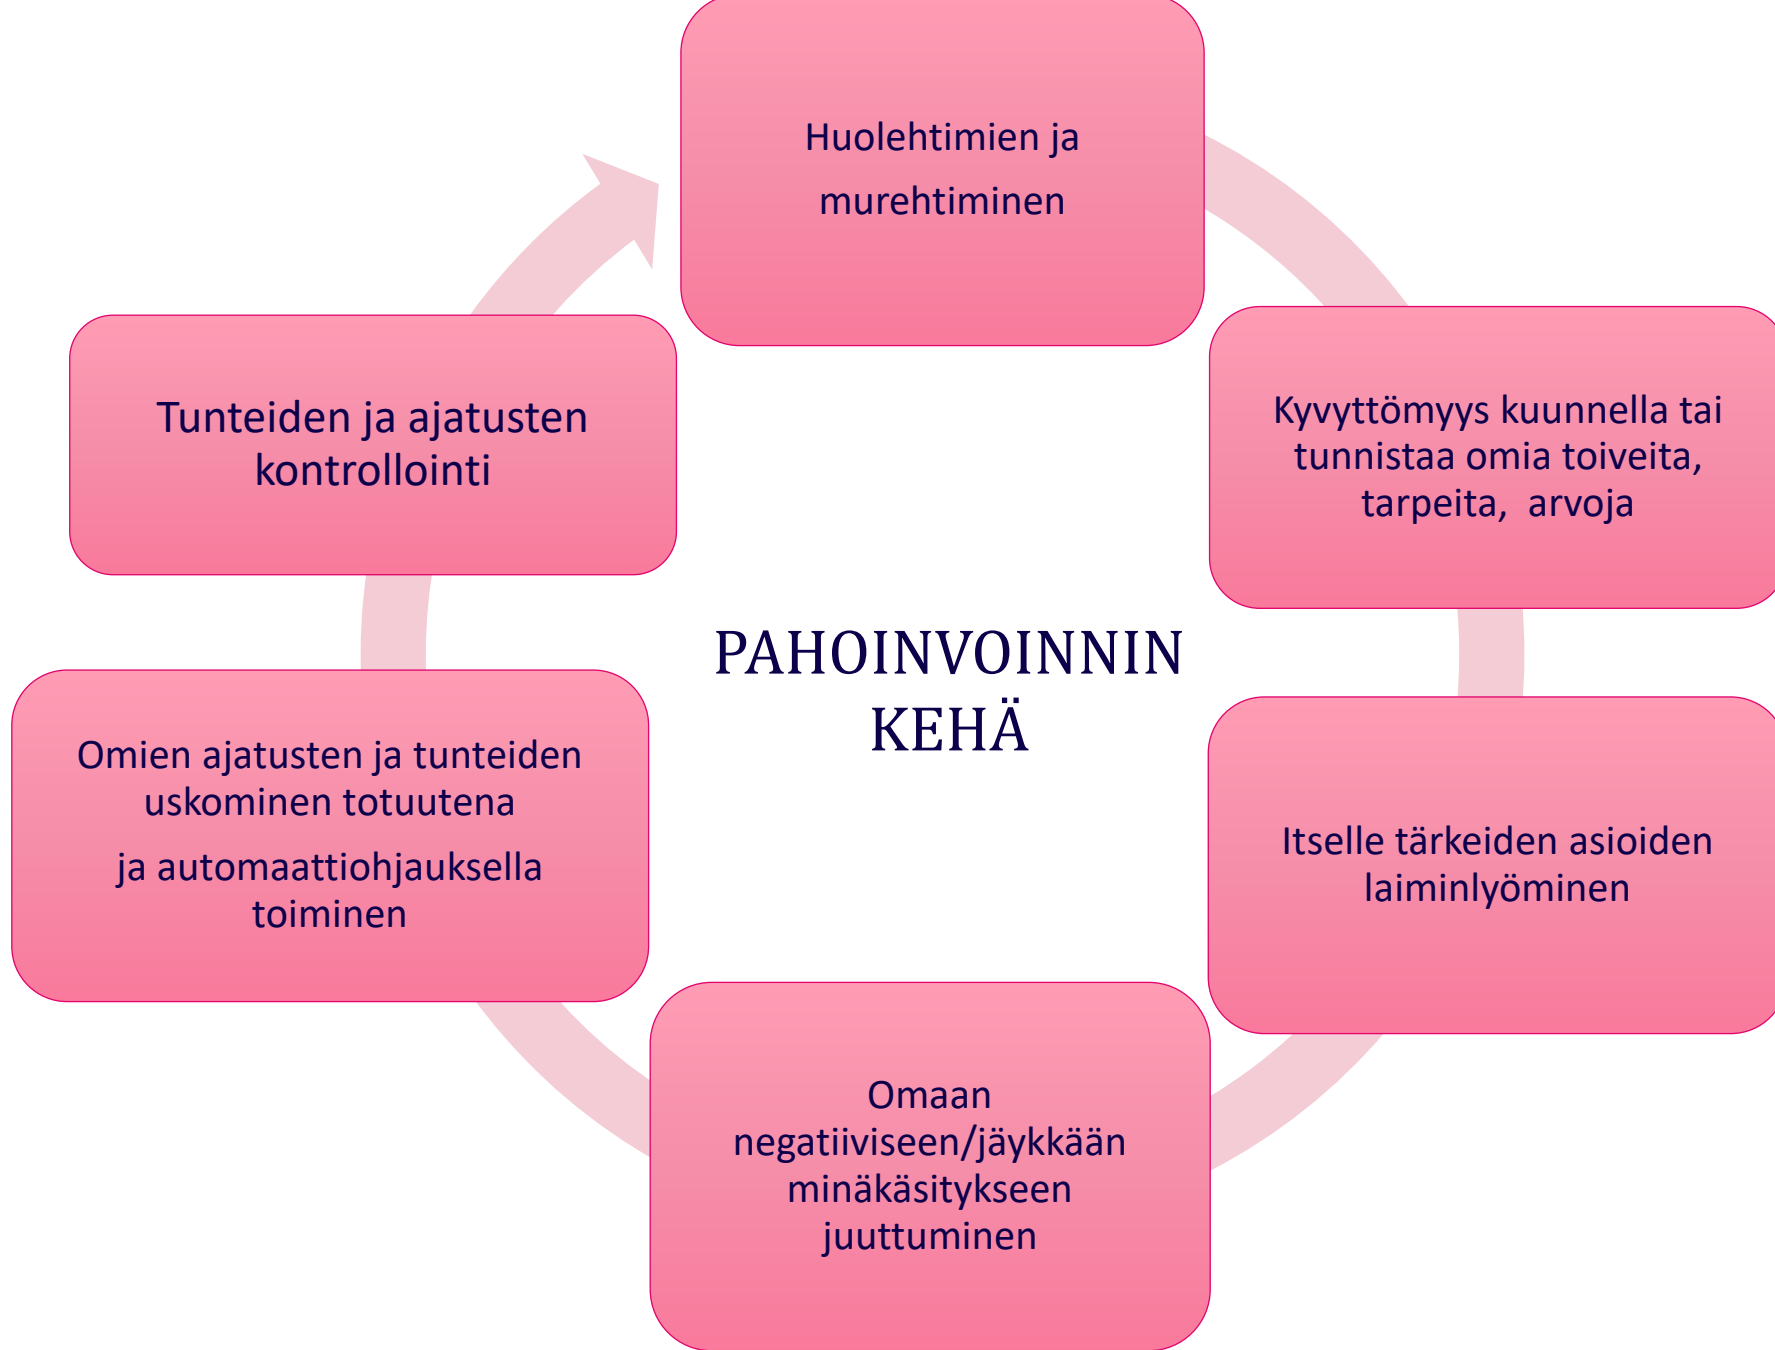 Huolehtimien ja
murehtiminen
Kyvyttömyys kuunnella tai
tunnistaa omia toiveita,
tarpeita,  arvoja
Itselle tärkeiden asioiden
laiminlyöminen
Omaan
negatiiviseen/jäykkään
minäkäsitykseen
juuttuminen
Omien ajatusten ja tunteiden
uskominen totuutena
ja automaattiohjauksella
toiminen
Tunteiden ja ajatusten
kontrollointi
PAHOINVOINNIN
KEHÄ